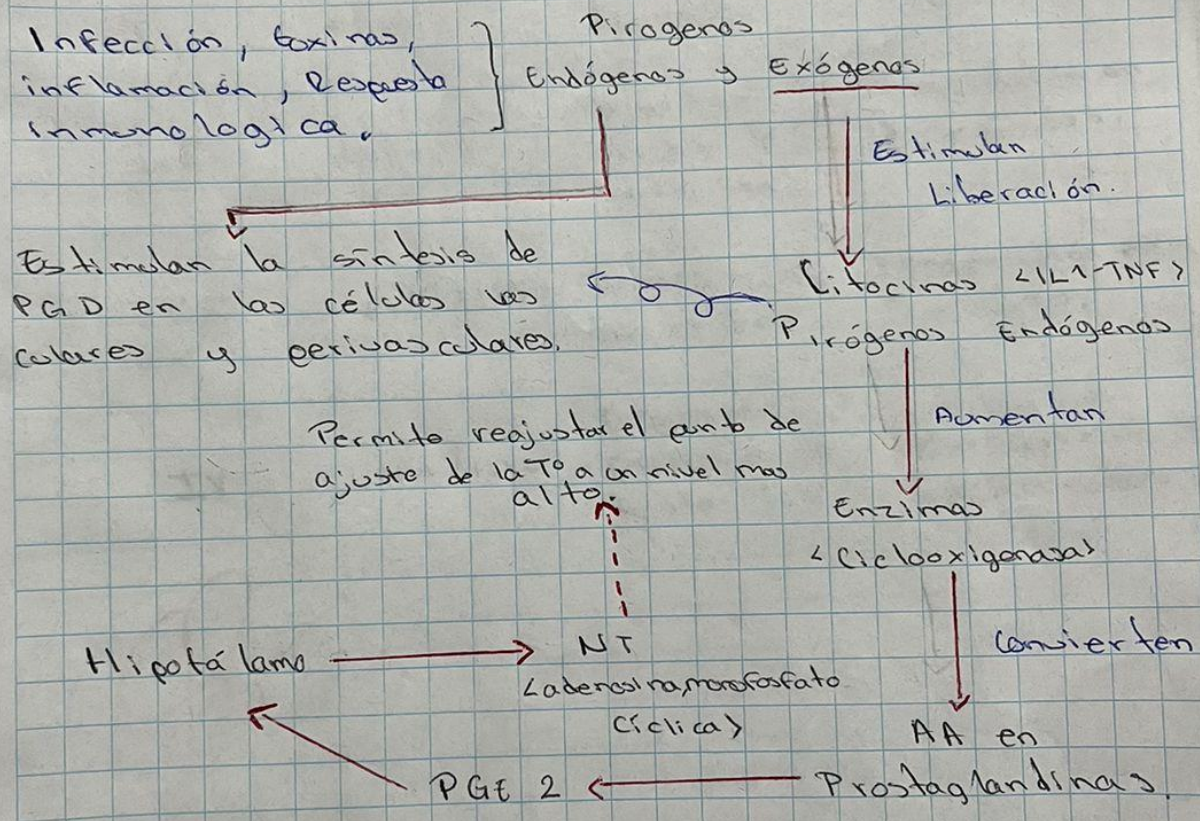 Infección, toxinas,
inflamación, Respuesta
inmunologica.
Pirogenos
Endógenos y Exógenos
Estimulan
Liberación.
Estimulan la síntesis de
PGD en las células vas
culares y perivasculares.
Citocinas <IL1-TNF>
Pirógenos Endógenos
Aumentan
Permite reajustar el punto de
ajuste de la Tº a un nivel mas
alto.
Enzimas
<Ciclooxigenasa>
Convierten
Hipotálamo
NT
<adenosina,monofosfato
Cíclica>
AA en
Prostaglandinas.
PGE 2